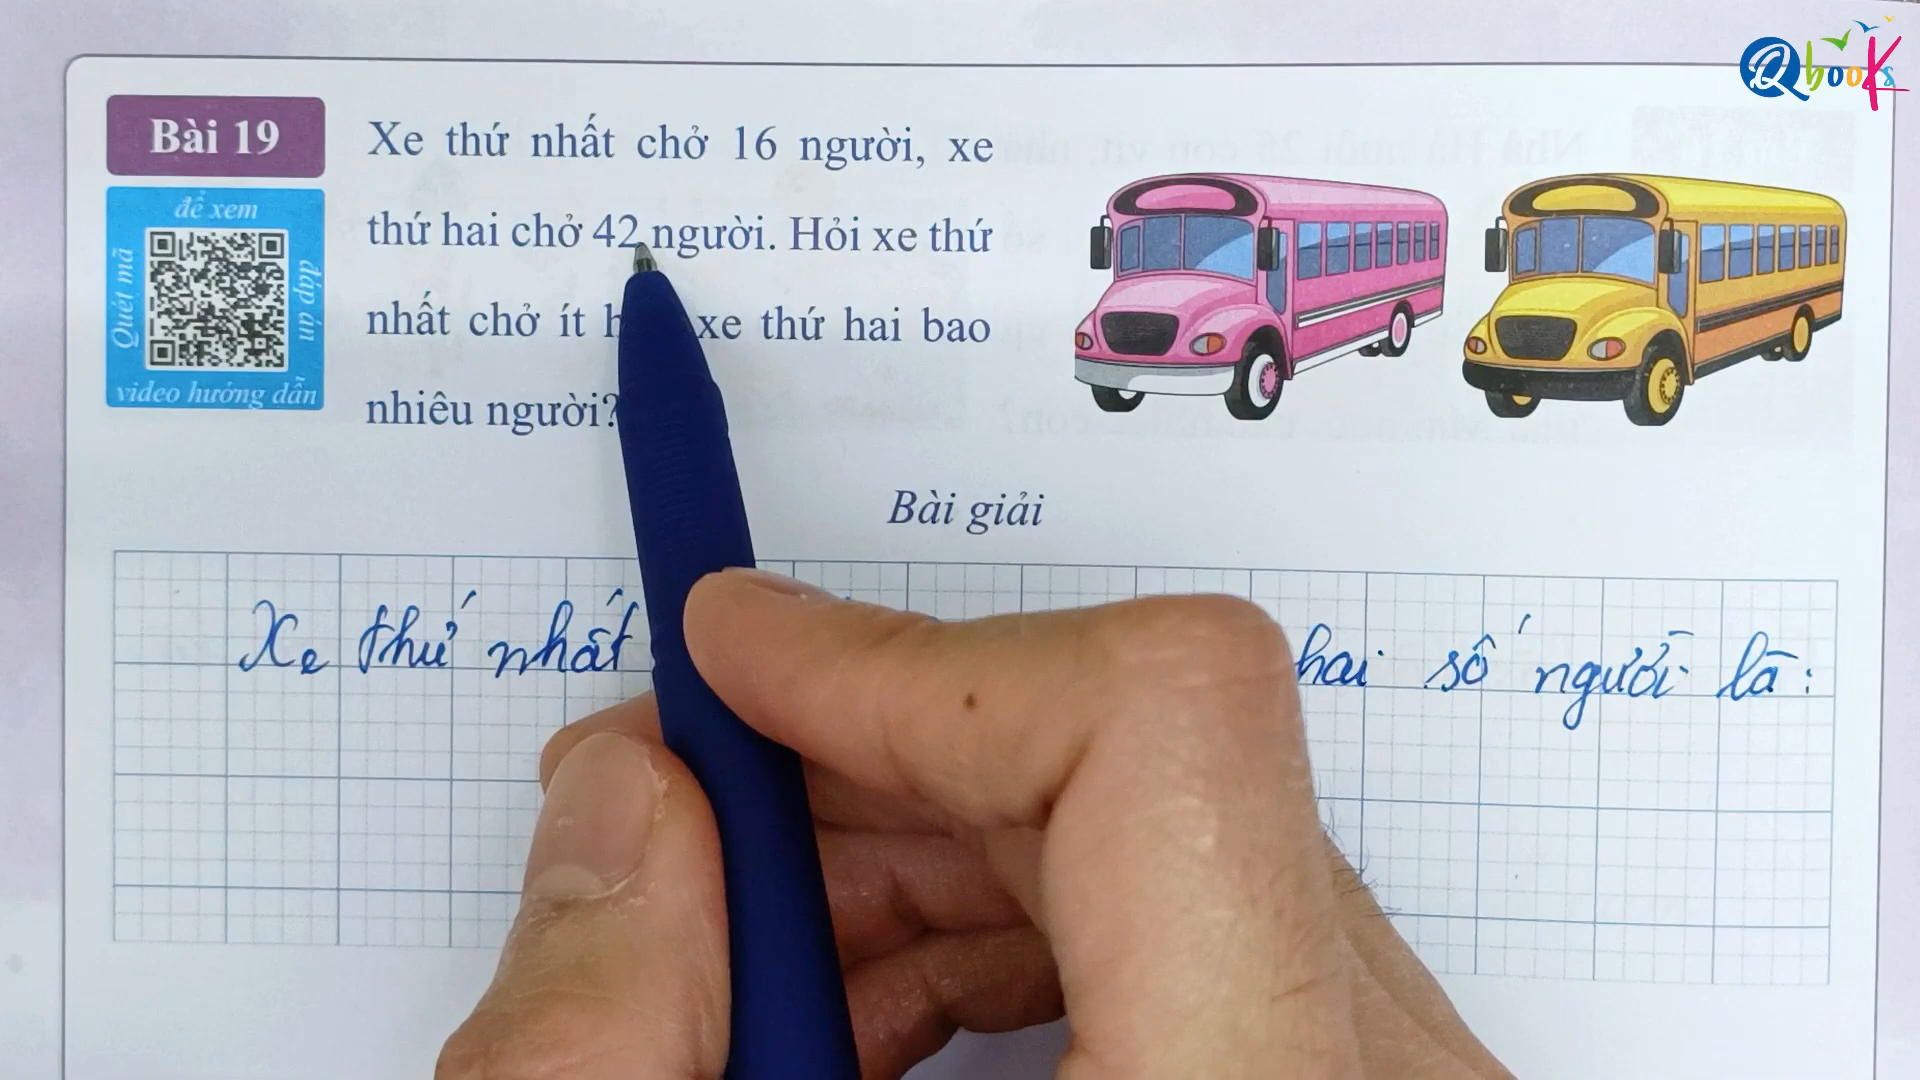 Qbooks
Bài 19
Xe thứ nhất chở 16 người, xe
thứ hai chở 42 người. Hỏi xe thứ
nhất chở ít xe thứ hai bao
nhiêu người?
để xem
Quét mã
đáp án
video hướng dẫn
Bài giải
Xe thứ nhất hai số người là: